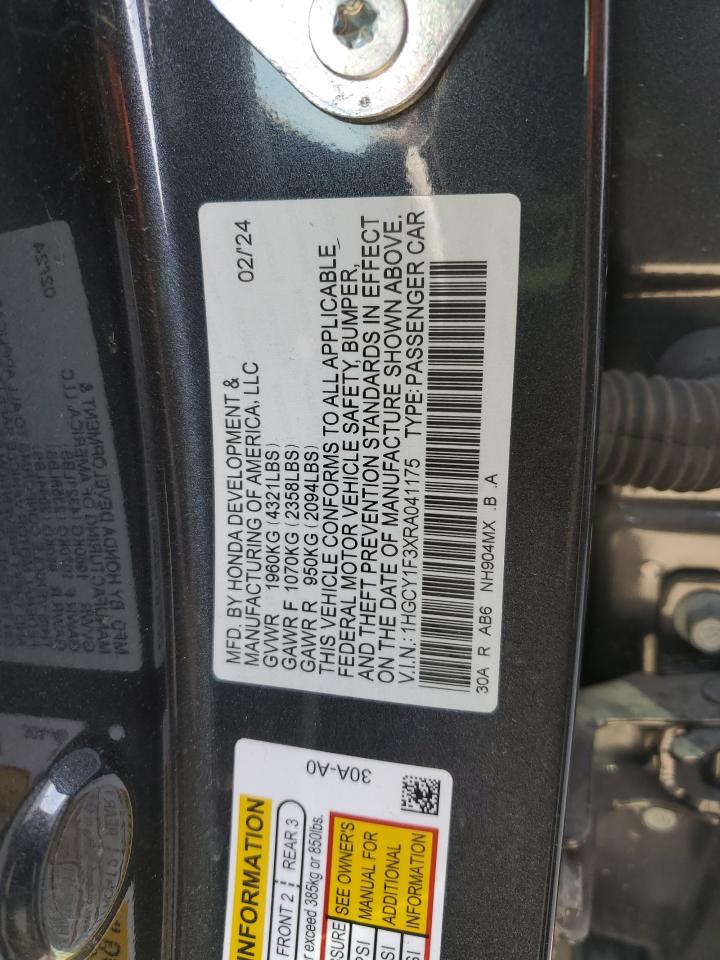 MFD. BY HONDA DEVELOPMENT & 02/'24
MANUFACTURING OF AMERICA, LLC
GVWR 1960KG (4321LBS)
GAWR F 1070KG (2358LBS)
GAWR R 950KG (2094LBS)
THIS VEHICLE CONFORMS TO ALL APPLICABLE
FEDERAL MOTOR VEHICLE SAFETY, BUMPER,
AND THEFT PREVENTION STANDARDS IN EFFECT
ON THE DATE OF MANUFACTURE SHOWN ABOVE.
V.I.N.: 1HGCY1F3XRA041175 TYPE: PASSENGER CAR
30A R AB6 NH904MX .B .A
30A-A0
INFORMATION
FRONT 2 REAR 3
exceed 385kg or 850lbs.
SEE OWNER'S
MANUAL FOR
ADDITIONAL
INFORMATION